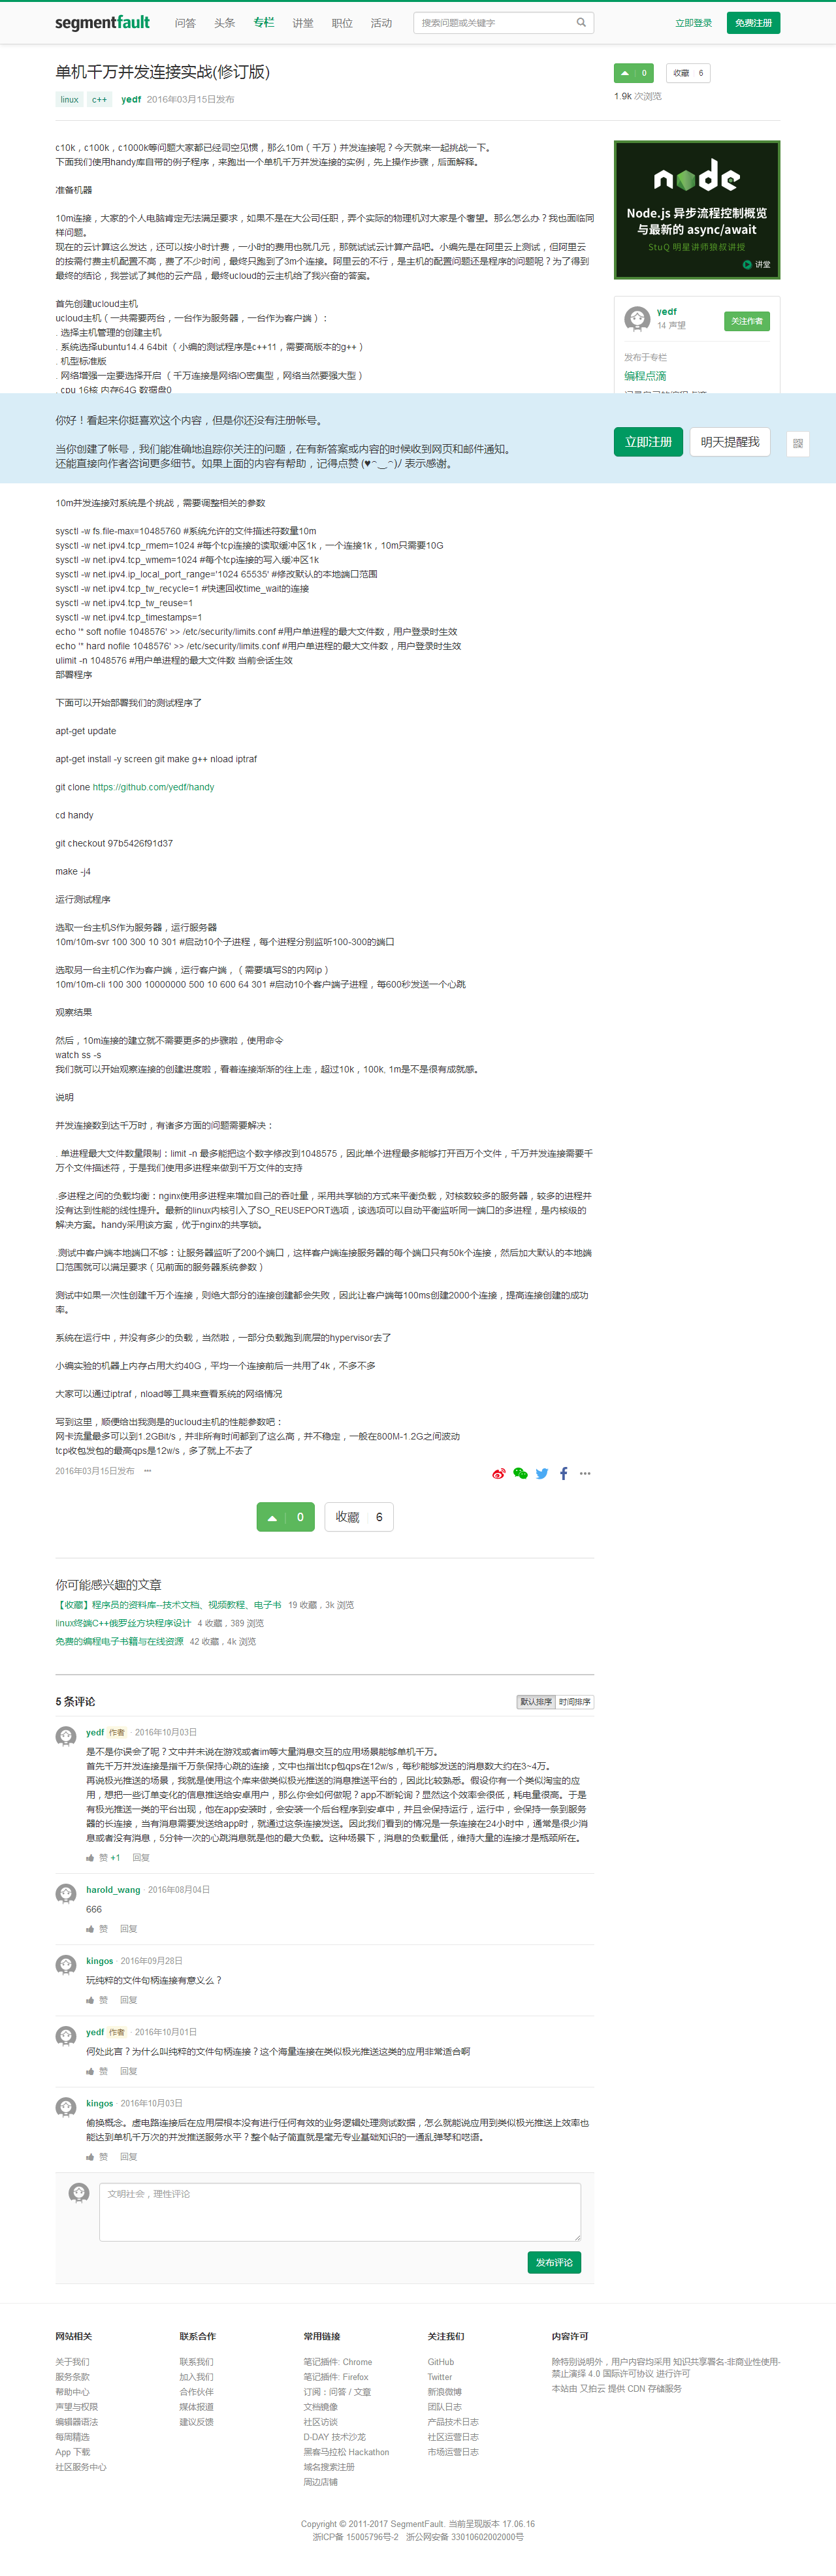 segmentfault 问答 头条 专栏 讲堂 职位 活动 搜索问题或关键字 立即登录 免费注册
单机千万并发连接实战(修订版)
linux c++ yedf 2016年03月15日发布
0 收藏 6
1.9k 次浏览
c10k，c100k，c1000k等问题大家都已经司空见惯，那么10m（千万）并发连接呢？今天就来一起挑战一下。
下面我们使用handy库自带的例子程序，来跑出一个单机千万并发连接的实例，先上操作步骤，后面解释。
准备机器
10m连接，大家的个人电脑肯定无法满足要求，如果不是在大公司任职，弄个实际的物理机对大家是个奢望。那么怎么办？我也面临同
样问题。
现在的云计算这么发达，还可以按小时计费，一小时的费用也就几元，那就试试云计算产品吧。小编先是在阿里云上测试，但阿里云
的按需付费主机配置不高，费了不少时间，最终只跑到了3m个连接。阿里云的不行，是主机的配置问题还是程序的问题呢？为了得到
最终的结论，我尝试了其他的云产品，最终ucloud的云主机给了我兴奋的答案。
首先创建ucloud主机
ucloud主机（一共需要两台，一台作为服务器，一台作为客户端）：
. 选择主机管理的创建主机
. 系统选择ubuntu14.4 64bit（小编的测试程序是c++11，需要高版本的g++）
. 机型标准版
. 网络增强一定要选择开启（千万连接是网络IO密集型，网络当然要强大型）
. cpu 16核 内存64G 数据盘0
node
Node.js 异步流程控制概览
与最新的 async/await
StuQ 明星讲师狼叔讲授
讲堂
yedf
14 声望
关注作者
发布于专栏
编程点滴
你好！看起来你挺喜欢这个内容，但是你还没有注册帐号。
当你创建了帐号，我们能准确地追踪你关注的问题，在有新答案或内容的时候收到网页和邮件通知。
还能直接向作者咨询更多细节。如果上面的内容有帮助，记得点赞 (♥◠‿◠)ﾉ 表示感谢。
立即注册 明天提醒我
10m并发连接对系统是个挑战，需要调整相关的参数
sysctl -w fs.file-max=10485760 #系统允许的文件描述符数量10m
sysctl -w net.ipv4.tcp_rmem=1024 #每个tcp连接的读取缓冲区1k，一个连接1k，10m只需要10G
sysctl -w net.ipv4.tcp_wmem=1024 #每个tcp连接的写入缓冲区1k
sysctl -w net.ipv4.ip_local_port_range='1024 65535' #修改默认的本地端口范围
sysctl -w net.ipv4.tcp_tw_recycle=1 #快速回收time_wait的连接
sysctl -w net.ipv4.tcp_tw_reuse=1
sysctl -w net.ipv4.tcp_timestamps=1
echo '* soft nofile 1048576' >> /etc/security/limits.conf #用户单进程的最大文件数，用户登录时生效
echo '* hard nofile 1048576' >> /etc/security/limits.conf #用户单进程的最大文件数，用户登录时生效
ulimit -n 1048576 #用户单进程的最大文件数 当前会话生效
部署程序
下面可以开始部署我们的测试程序了
apt-get update
apt-get install -y screen git make g++ nload iptraf
git clone https://github.com/yedf/handy
cd handy
git checkout 97b5426f91d37
make -j4
运行测试程序
选取一台主机S作为服务器，运行服务器
10m/10m-svr 100 300 10 301 #启动10个子进程，每个进程分别监听100-300的端口
选取另一台主机C作为客户端，运行客户端，（需要填写S的内网ip）
10m/10m-cli 100 300 10000000 500 10 600 64 301 #启动10个客户端子进程，每600秒发送一个心跳
观察结果
然后，10m连接的建立就不需要更多的步骤啦，使用命令
watch ss -s
我们就可以开始观察连接的创建进度啦，看着连接渐渐的往上走，超过10k，100k, 1m是不是很有成就感。
说明
并发连接数到达千万时，有诸多方面的问题需要解决：
. 单进程最大文件数量限制：limit -n 最多能把这个数字修改到1048575，因此单个进程最多能够打开百万个文件，千万并发连接需要千
万个文件描述符，于是我们使用多进程来做到千万文件的支持
.多进程之间的负载均衡：nginx使用多进程来增加自己的吞吐量，采用共享锁的方式来平衡负载，对核数较多的服务器，较多的进程并
没有达到性能的线性提升。最新的linux内核引入了SO_REUSEPORT选项，该选项可以自动平衡监听同一端口的多进程，是内核级的
解决方案。handy采用该方案，优于nginx的共享锁。
.测试中客户端本地端口不够：让服务器监听了200个端口，这样客户端连接服务器的每个端口只有50k个连接，然后加大默认的本地端
口范围就可以满足要求（见前面的服务器系统参数）
测试中如果一次性创建千万个连接，则绝大部分的连接创建都会失败，因此让客户端每100ms创建2000个连接，提高连接创建的成功
率。
系统在运行中，并没有多少的负载，当然啦，一部分负载跑到底层的hypervisor去了
小编实验的机器上内存占用大约40G，平均一个连接前后一共用了4k，不多不多
大家可以通过iptraf，nload等工具来查看系统的网络情况
写到这里，顺便给出我测是的ucloud主机的性能参数吧：
网卡流量最多可以到1.2GBit/s，并非所有时间都到了这么高，并不稳定，一般在800M-1.2G之间波动
tcp收包发包的最高qps是12w/s，多了就上不去了
2016年03月15日发布 •••
0 收藏 6
你可能感兴趣的文章
【收藏】程序员的资料库--技术文档、视频教程、电子书 19 收藏，3k 浏览
linux终端C++俄罗丝方块程序设计 4 收藏，389 浏览
免费的编程电子书籍与在线资源 42 收藏，4k 浏览
5 条评论 默认排序 时间排序
yedf 作者 · 2016年10月03日
是不是你误会了呢？文中并未说在游戏或者im等大量消息交互的应用场景能够单机千万。
首先千万并发连接是指千万条保持心跳的连接，文中也指出tcp包qps在12w/s，每秒能够发送的消息数大约在3~4万。
再说极光推送的场景，我就是使用这个库来做类似极光推送的消息推送平台的，因此比较熟悉。假设你有一个类似淘宝的应
用，想把一些订单变化的信息推送给安卓用户，那么你会如何做呢？app不断轮询？显然这个效率会很低，耗电量很高。于是
有极光推送一类的平台出现，他在app安装时，会安装一个后台程序到安卓中，并且会保持运行，运行中，会保持一条到服务
器的长连接，当有消息需要发送给app时，就通过这条连接发送。因此我们看到的情况是一条连接在24小时中，通常是很少消
息或者没有消息，5分钟一次的心跳消息就是他的最大负载。这种场景下，消息的负载量低，维持大量的连接才是瓶颈所在。
赞 +1 回复
harold_wang · 2016年08月04日
666
赞 回复
kingos · 2016年09月28日
玩纯粹的文件句柄连接有意义么？
赞 回复
yedf 作者 · 2016年10月01日
何处此言？为什么叫纯粹的文件句柄连接？这个海量连接在类似极光推送这类的应用非常适合啊
赞 回复
kingos · 2016年10月03日
偷换概念。虚电路连接后在应用层根本没有进行任何有效的业务逻辑处理测试数据，怎么就能说应用到类似极光推送上效率也
能达到单机千万次的并发推送服务水平？整个帖子简直就是毫无专业基础知识的一通乱弹琴和呓语。
赞 回复
文明社会，理性评论
发布评论
网站相关 联系合作 常用链接 关注我们 内容许可
关于我们 联系我们 笔记插件: Chrome GitHub 除特别说明外，用户内容均采用 知识共享署名-非商业性使用-
禁止演绎 4.0 国际许可协议 进行许可
服务条款 加入我们 笔记插件: Firefox Twitter 本站由 又拍云 提供 CDN 存储服务
帮助中心 合作伙伴 订阅：问答 / 文章 新浪微博
声望与权限 媒体报道 文档镜像 团队日志
编辑器语法 建议反馈 社区访谈 产品技术日志
每周精选 D-DAY 技术沙龙 社区运营日志
App 下载 黑客马拉松 Hackathon 市场运营日志
社区服务中心 域名搜索注册
周边店铺
Copyright © 2011-2017 SegmentFault. 当前呈现版本 17.06.16
浙ICP备 15005796号-2 浙公网安备 33010602002000号